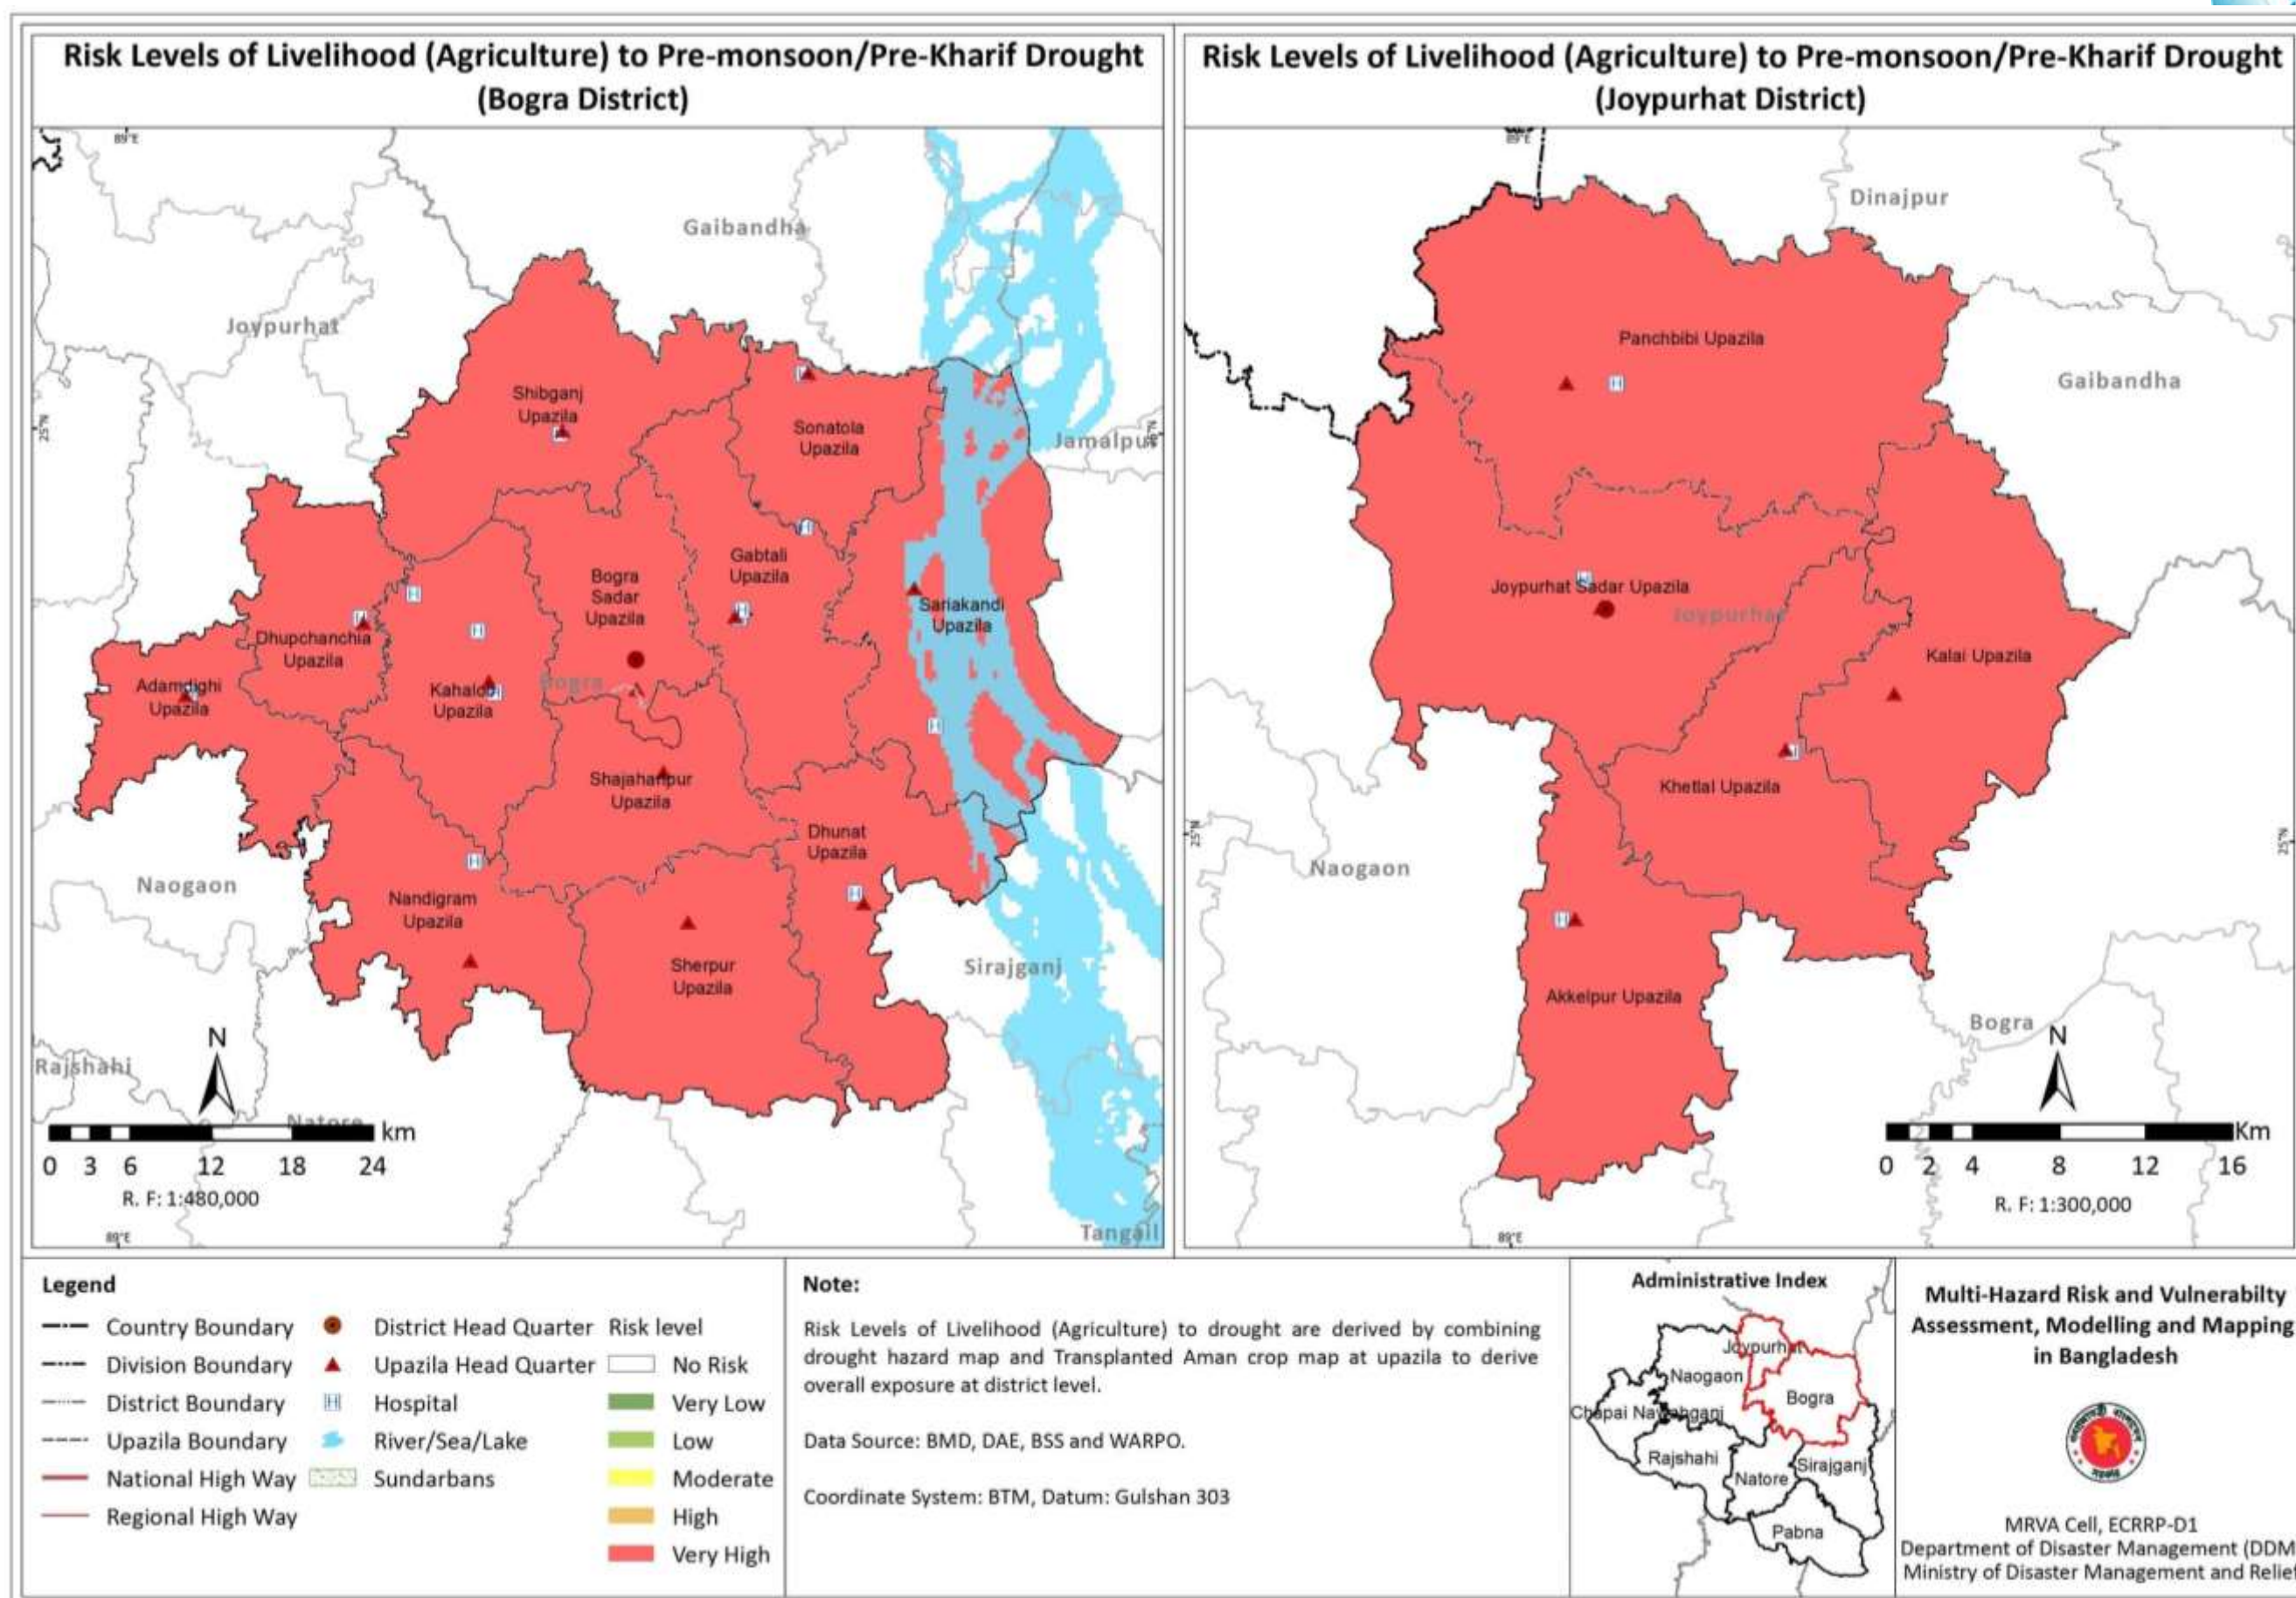 Risk Levels of Livelihood (Agriculture) to Pre-monsoon/Pre-Kharif Drought
(Bogra District)
89°E
Gaibandha
Joypurhat
Shibganj
Upazila
Sonatola
Upazila
25°N
Jamalpur
Gabtali
Upazila
Bogra
Sadar
Upazila
Sariakandi
Upazila
Dhupchanchia
Upazila
Adamdighi
Upazila
Kahaloo
Upazila
Bogra
Shajahanpur
Upazila
Dhunat
Upazila
Naogaon
Nandigram
Upazila
Sherpur
Upazila
Sirajganj
N
Rajshahi
Natore
km
0 3 6 12 18 24
R. F: 1:480,000
89°E
Tangail
Risk Levels of Livelihood (Agriculture) to Pre-monsoon/Pre-Kharif Drought
(Joypurhat District)
89°E
Dinajpur
Panchbibi Upazila
Gaibandha
Joypurhat Sadar Upazila
Joypurhat
Kalai Upazila
Khetlal Upazila
25°N
25°N
Naogaon
Akkelpur Upazila
Bogra
N
Km
0 2 4 8 12 16
R. F: 1:300,000
89°E
Legend
Country Boundary
Division Boundary
District Boundary
Upazila Boundary
National High Way
Regional High Way
District Head Quarter
Upazila Head Quarter
H Hospital
River/Sea/Lake
Sundarbans
Risk level
No Risk
Very Low
Low
Moderate
High
Very High
Note:
Risk Levels of Livelihood (Agriculture) to drought are derived by combining
drought hazard map and Transplanted Aman crop map at upazila to derive
overall exposure at district level.
Data Source: BMD, DAE, BSS and WARPO.
Coordinate System: BTM, Datum: Gulshan 303
Administrative Index
Joypurhat
Naogaon
Bogra
Chapai Nawabganj
Rajshahi
Sirajganj
Natore
Pabna
Multi-Hazard Risk and Vulnerabilty
Assessment, Modelling and Mapping
in Bangladesh
MRVA Cell, ECRRP-D1
Department of Disaster Management (DDM
Ministry of Disaster Management and Relief